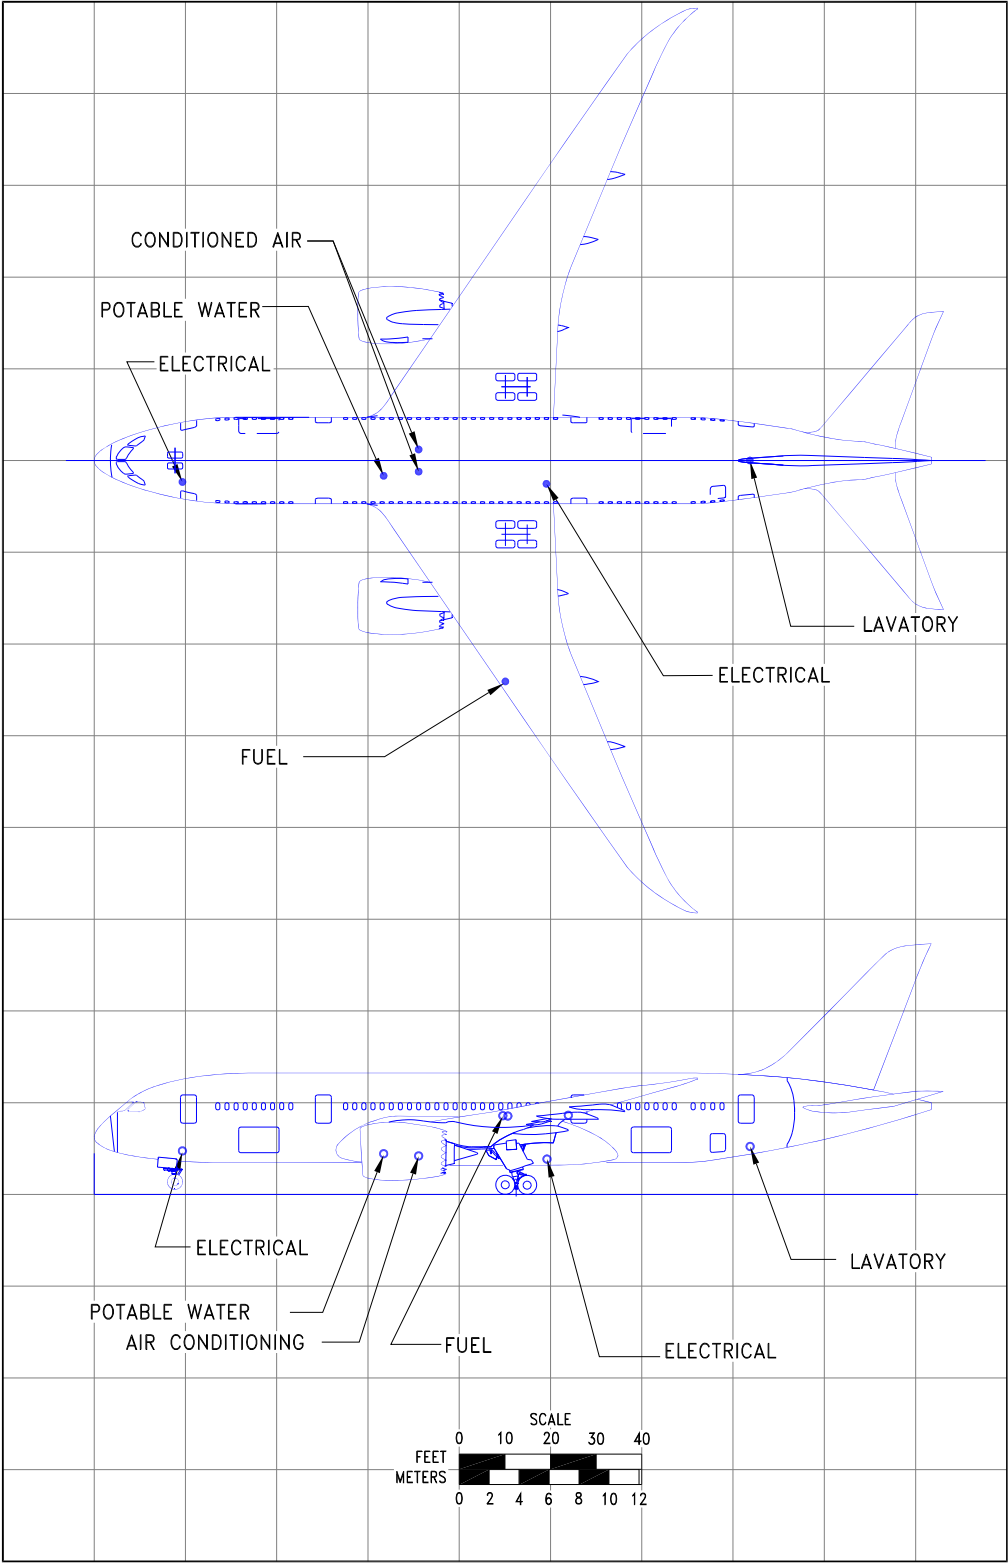 CONDITIONED AIR
POTABLE WATER
ELECTRICAL
LAVATORY
ELECTRICAL
FUEL
ELECTRICAL
LAVATORY
POTABLE WATER
AIR CONDITIONING
FUEL
ELECTRICAL
SCALE
0 10 20 30 40
FEET
METERS
0 2 4 6 8 10 12